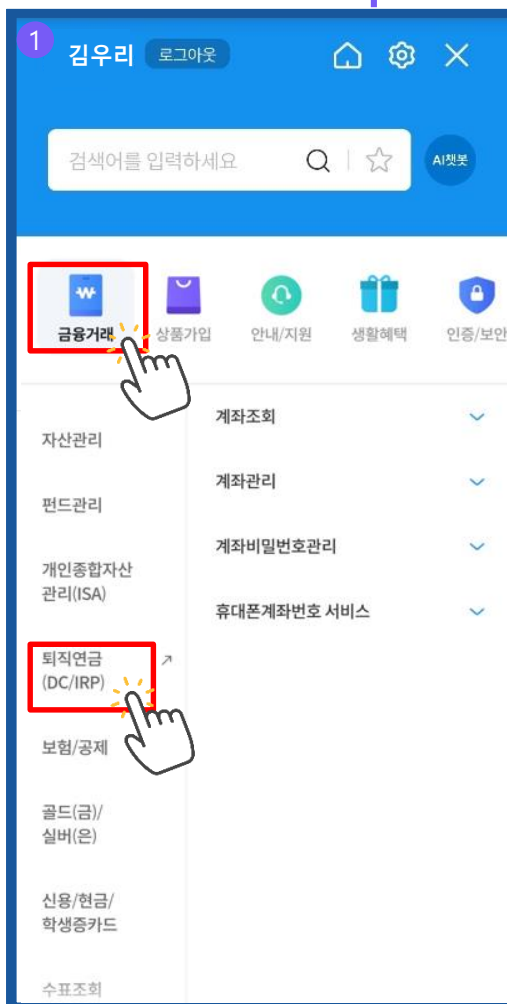 1
김우리 로그아웃
검색어를 입력하세요
AI챗봇
금융거래 상품가입 안내/지원 생활혜택 인증/보안
자산관리
펀드관리
개인종합자산
관리(ISA)
퇴직연금
(DC/IRP)
보험/공제
골드(금)/
실버(은)
신용/현금/
학생증카드
수표조회
계좌조회
계좌관리
계좌비밀번호관리
휴대폰계좌번호 서비스